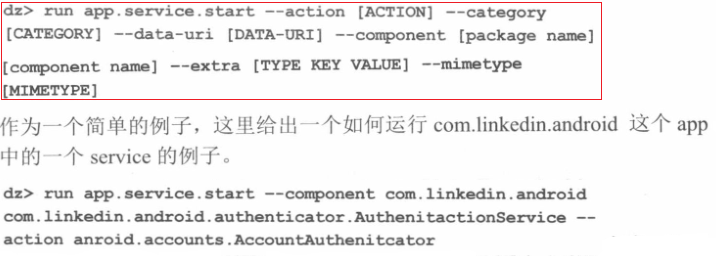 dz> run app.service.start --action [ACTION] --category
[CATEGORY] --data-uri [DATA-URI] --component [package name]
[component name] --extra [TYPE KEY VALUE] --mimetype
[MIMETYPE]
作为一个简单的例子，这里给出一个如何运行 com.linkedin.android 这个 app
中的一个 service 的例子。
dz> run app.service.start --component com.linkedin.android
com.linkedin.android.authenticator.AuthenitactionService --
action anroid.accounts.AccountAuthenitcator